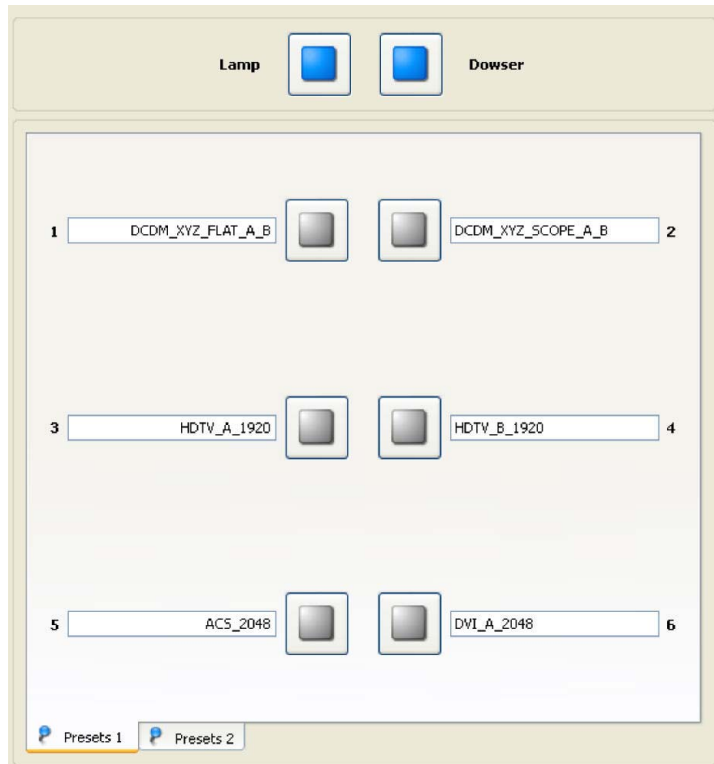 Lamp Dowser
1 DCDM_XYZ_FLAT_A_B DCDM_XYZ_SCOPE_A_B 2
3 HDTV_A_1920 HDTV_B_1920 4
5 ACS_2048 DVI_A_2048 6
Presets 1 Presets 2